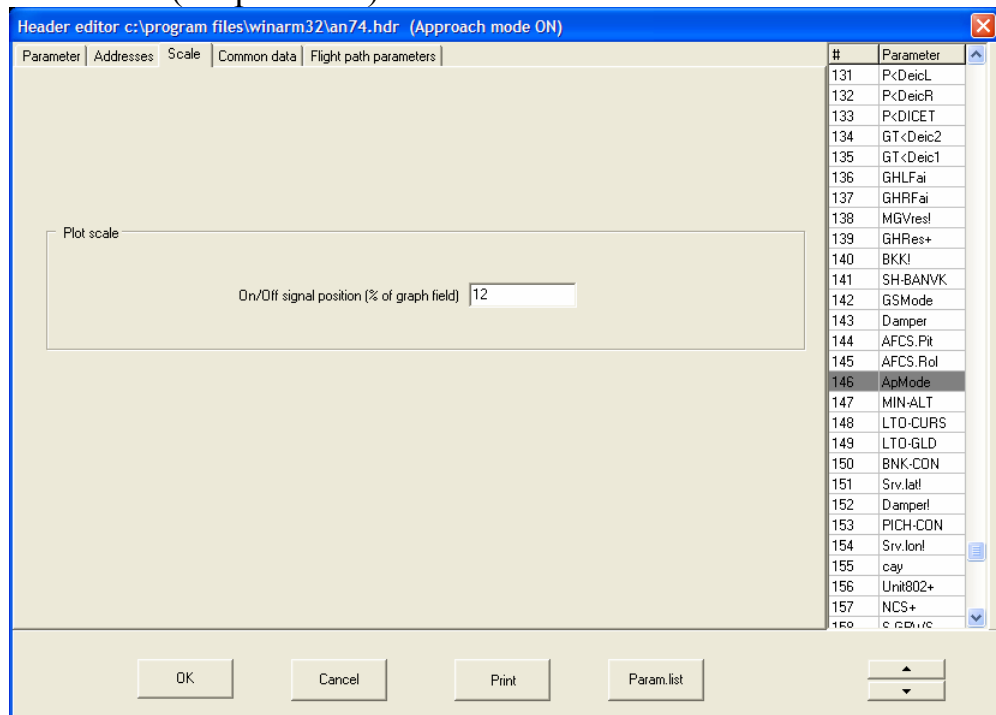 Header editor c:\program files\winarm32\an74.hdr (Approach mode ON)
Parameter Addresses Scale Common data Flight path parameters
# Parameter
131 P<DeicL
132 P<DeicR
133 P<DICET
134 GT<Deic2
135 GT<Deic1
136 GHLFai
137 GHRFai
138 MGVres!
139 GHRes+
140 BKK!
141 SH-BANVK
142 GSMode
143 Damper
144 AFCS.Pit
145 AFCS.Rol
146 ApMode
147 MIN-ALT
148 LTO-CURS
149 LTO-GLD
150 BNK-CON
151 Srv.lat!
152 Damper!
153 PICH-CON
154 Srv.lon!
155 cay
156 Unit802+
157 NCS+
Plot scale
On/Off signal position (% of graph field) 12
OK Cancel Print Param.list